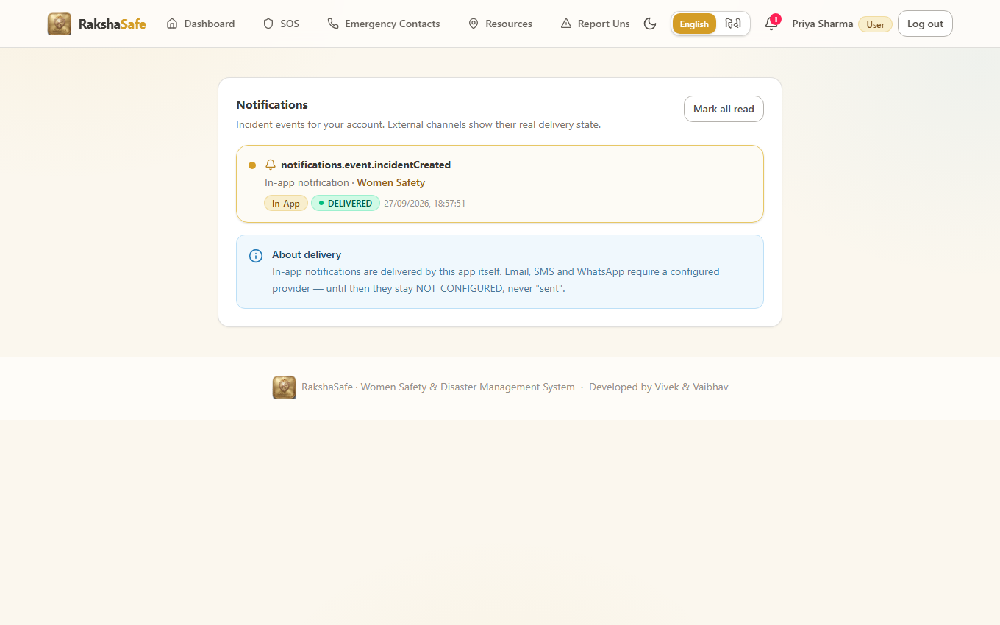 RakshaSafe
Dashboard
SOS
Emergency Contacts
Resources
Report Uns
English
हिंदी
1
Priya Sharma
User
Log out
Notifications
Mark all read
Incident events for your account. External channels show their real delivery state.
notifications.event.incidentCreated
In-app notification · Women Safety
In-App
DELIVERED
27/09/2026, 18:57:51
About delivery
In-app notifications are delivered by this app itself. Email, SMS and WhatsApp require a configured
provider — until then they stay NOT_CONFIGURED, never "sent".
RakshaSafe · Women Safety & Disaster Management System · Developed by Vivek & Vaibhav